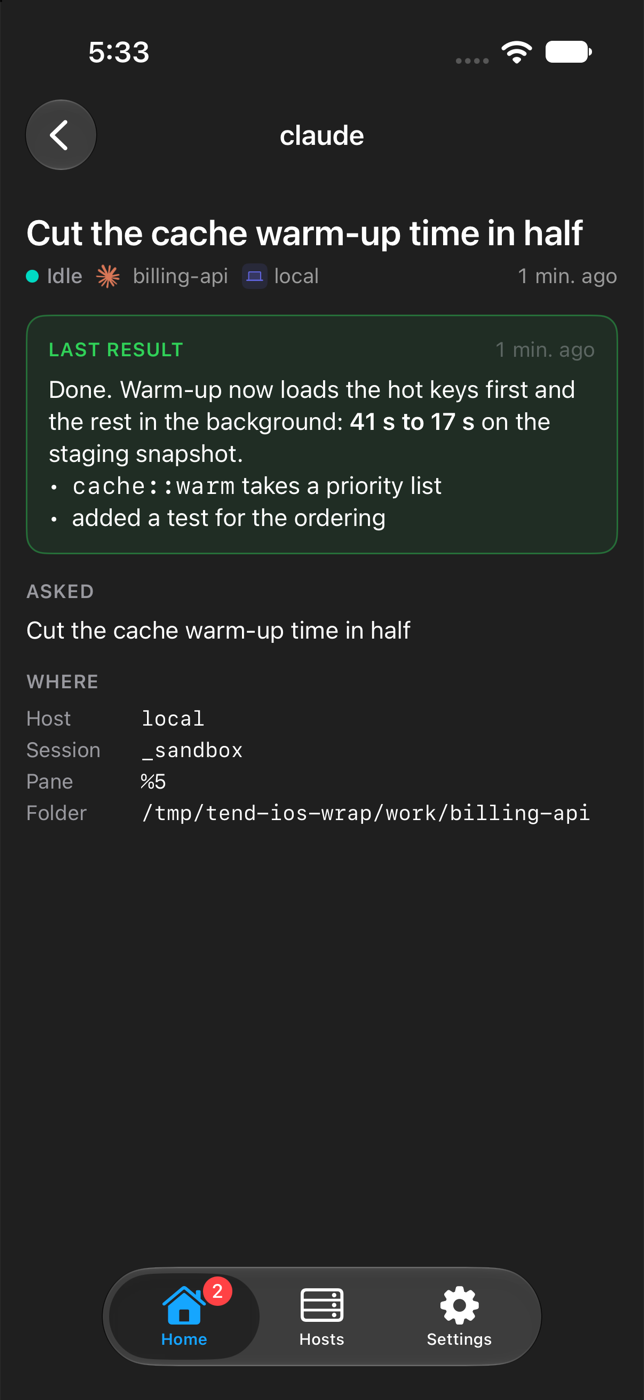 5:33
claude
Cut the cache warm-up time in half
Idle billing-api local 1 min. ago
LAST RESULT 1 min. ago
Done. Warm-up now loads the hot keys first and
the rest in the background: 41 s to 17 s on the
staging snapshot.
• cache::warm takes a priority list
• added a test for the ordering
ASKED
Cut the cache warm-up time in half
WHERE
Host local
Session _sandbox
Pane %5
Folder /tmp/tend-ios-wrap/work/billing-api
2
Home Hosts Settings